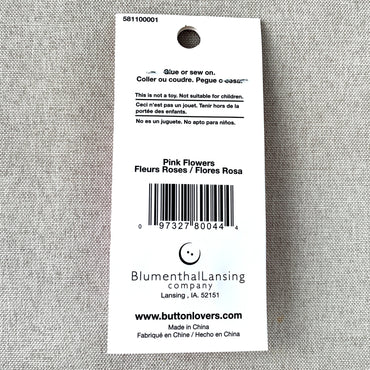 581100001
Glue or sew on.
Coller ou coudre. Pegue o cosa.
This is not a toy. Not suitable for children.
Ceci n'est pas un jouet. Tenir hors de la
portée des enfants.
No as un juguete. No apto para niños.
Pink Flowers
Fleurs Roses / Flores Rosa
0 97327 80044 4
BlumenthalLansing
company
Lansing , IA. 52151
www.buttonlovers.com
Made in China
Fabriqué en Chine / Hecho en China